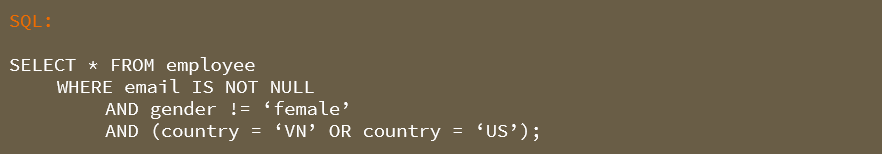 SQL:
SELECT * FROM employee
WHERE email IS NOT NULL
AND gender != ‘female’
AND (country = ‘VN’ OR country = ‘US’);